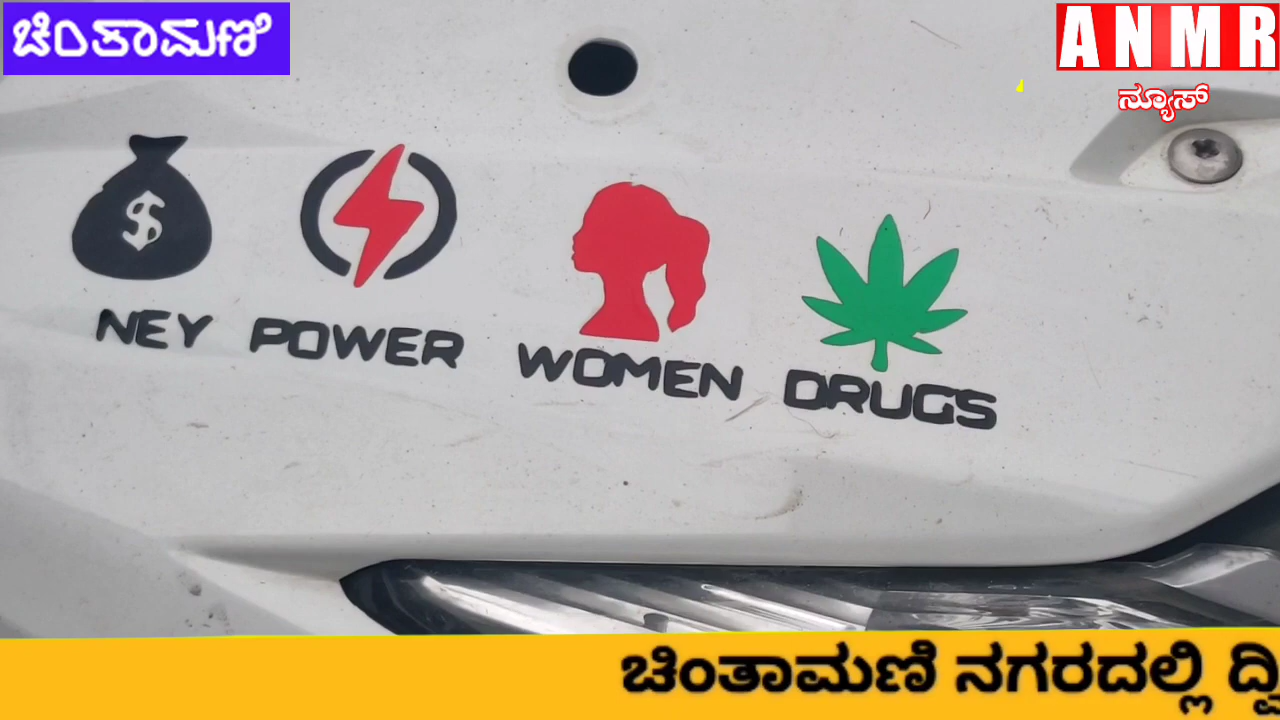 ಚಿಂತಾಮಣಿ
ANMR
ನ್ಯೂಸ್
$
NEY POWER WOMEN DRUGS
ಚಿಂತಾಮಣಿ ನಗರದಲ್ಲಿ ದ್ವಿ